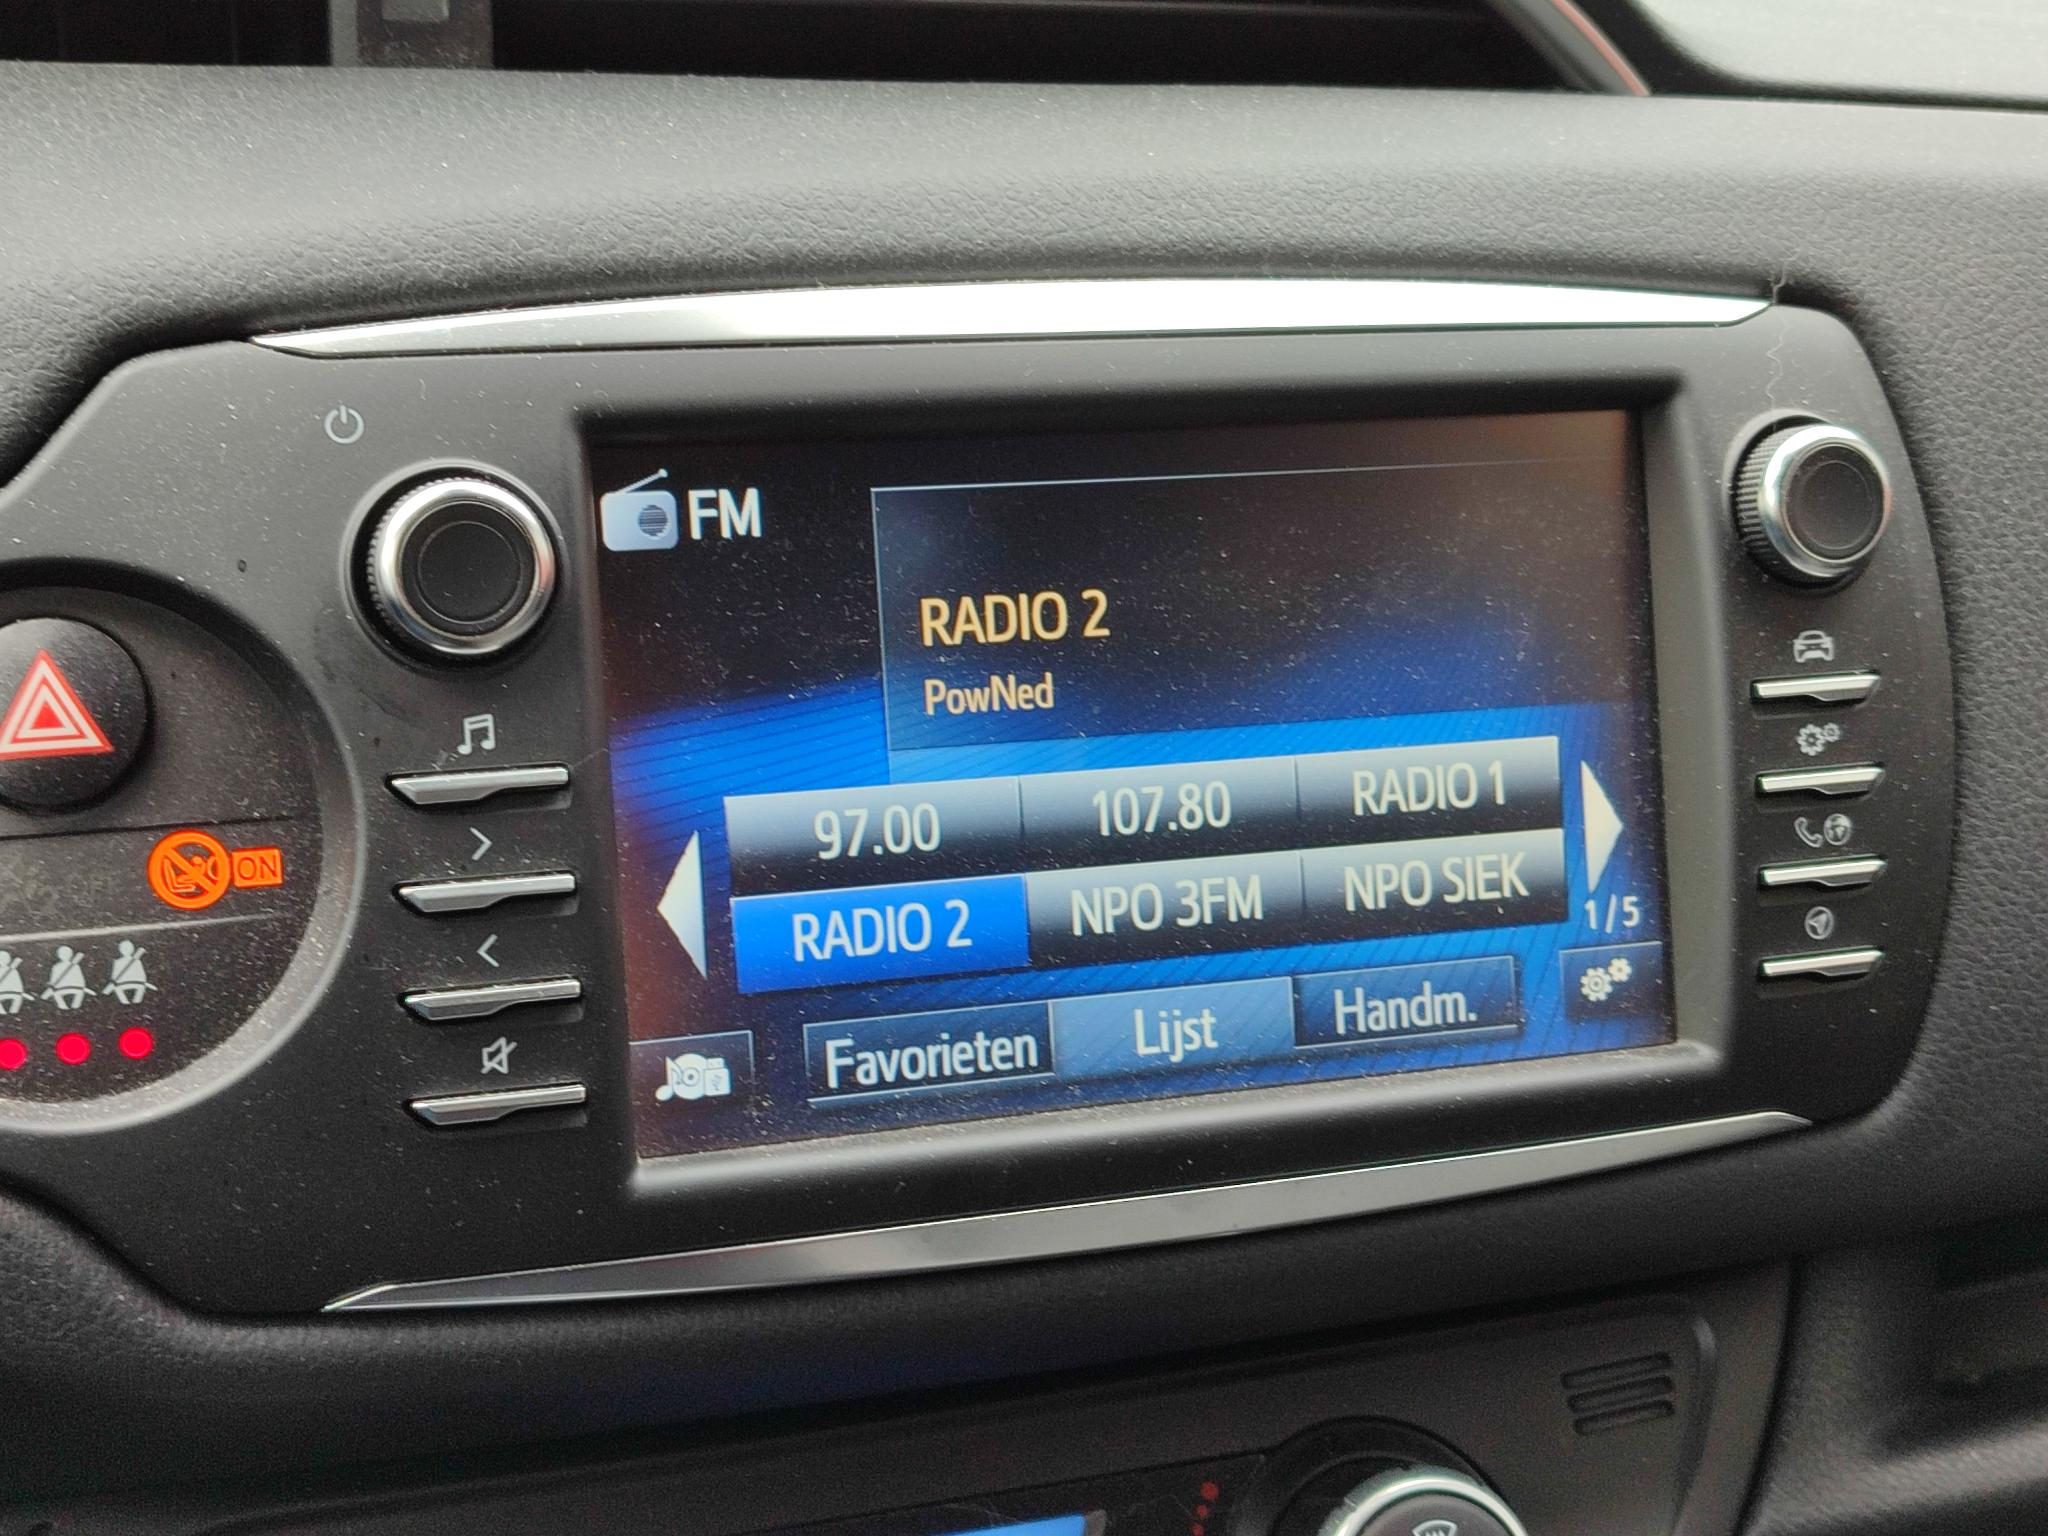 FM
RADIO 2
PowNed
97.00 107.80 RADIO 1
RADIO 2 NPO 3FM NPO SIEK
1/5
Favorieten Lijst Handm.
ON